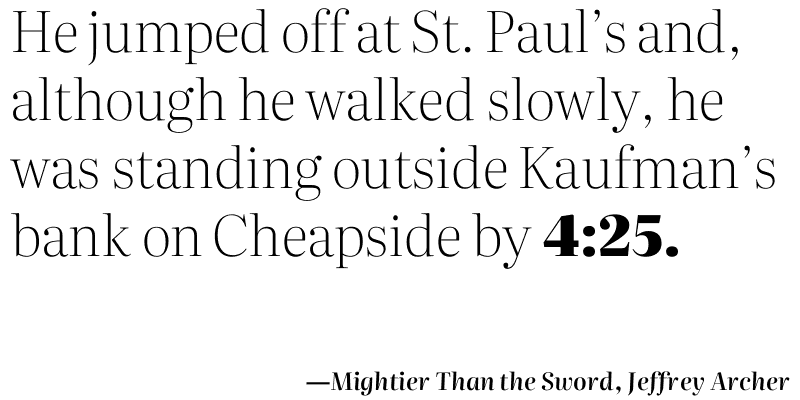 He jumped off at St. Paul’s and,
although he walked slowly, he
was standing outside Kaufman’s
bank on Cheapside by 4:25.
—Mightier Than the Sword, Jeffrey Archer